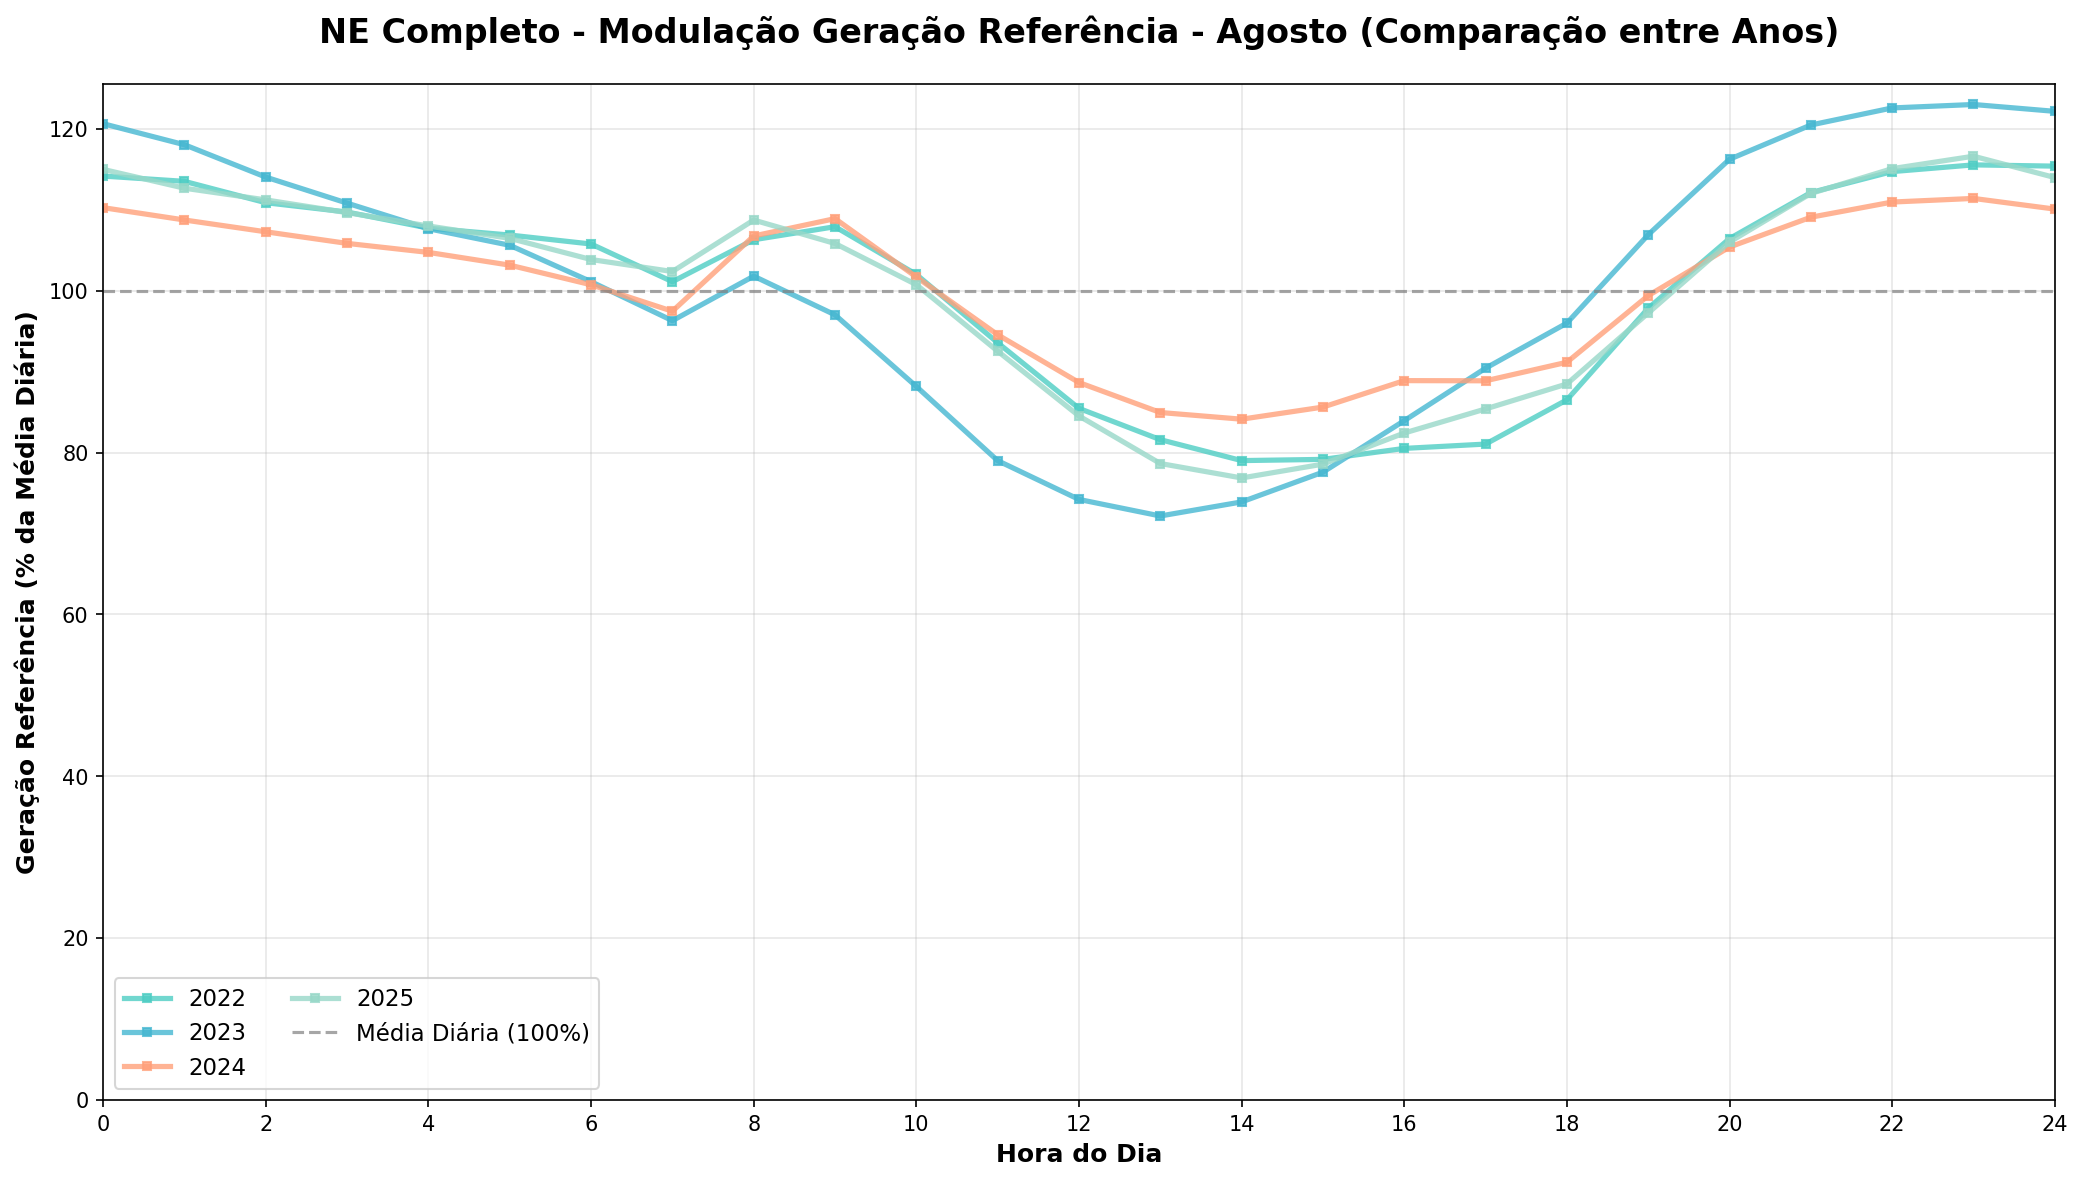 NE Completo - Modulação Geração Referência - Agosto (Comparação entre Anos)
Geração Referência (% da Média Diária)
120
100
80
60
40
20
0
2022
2023
2024
2025
Média Diária (100%)
0 2 4 6 8 10 12 14 16 18 20 22 24
Hora do Dia